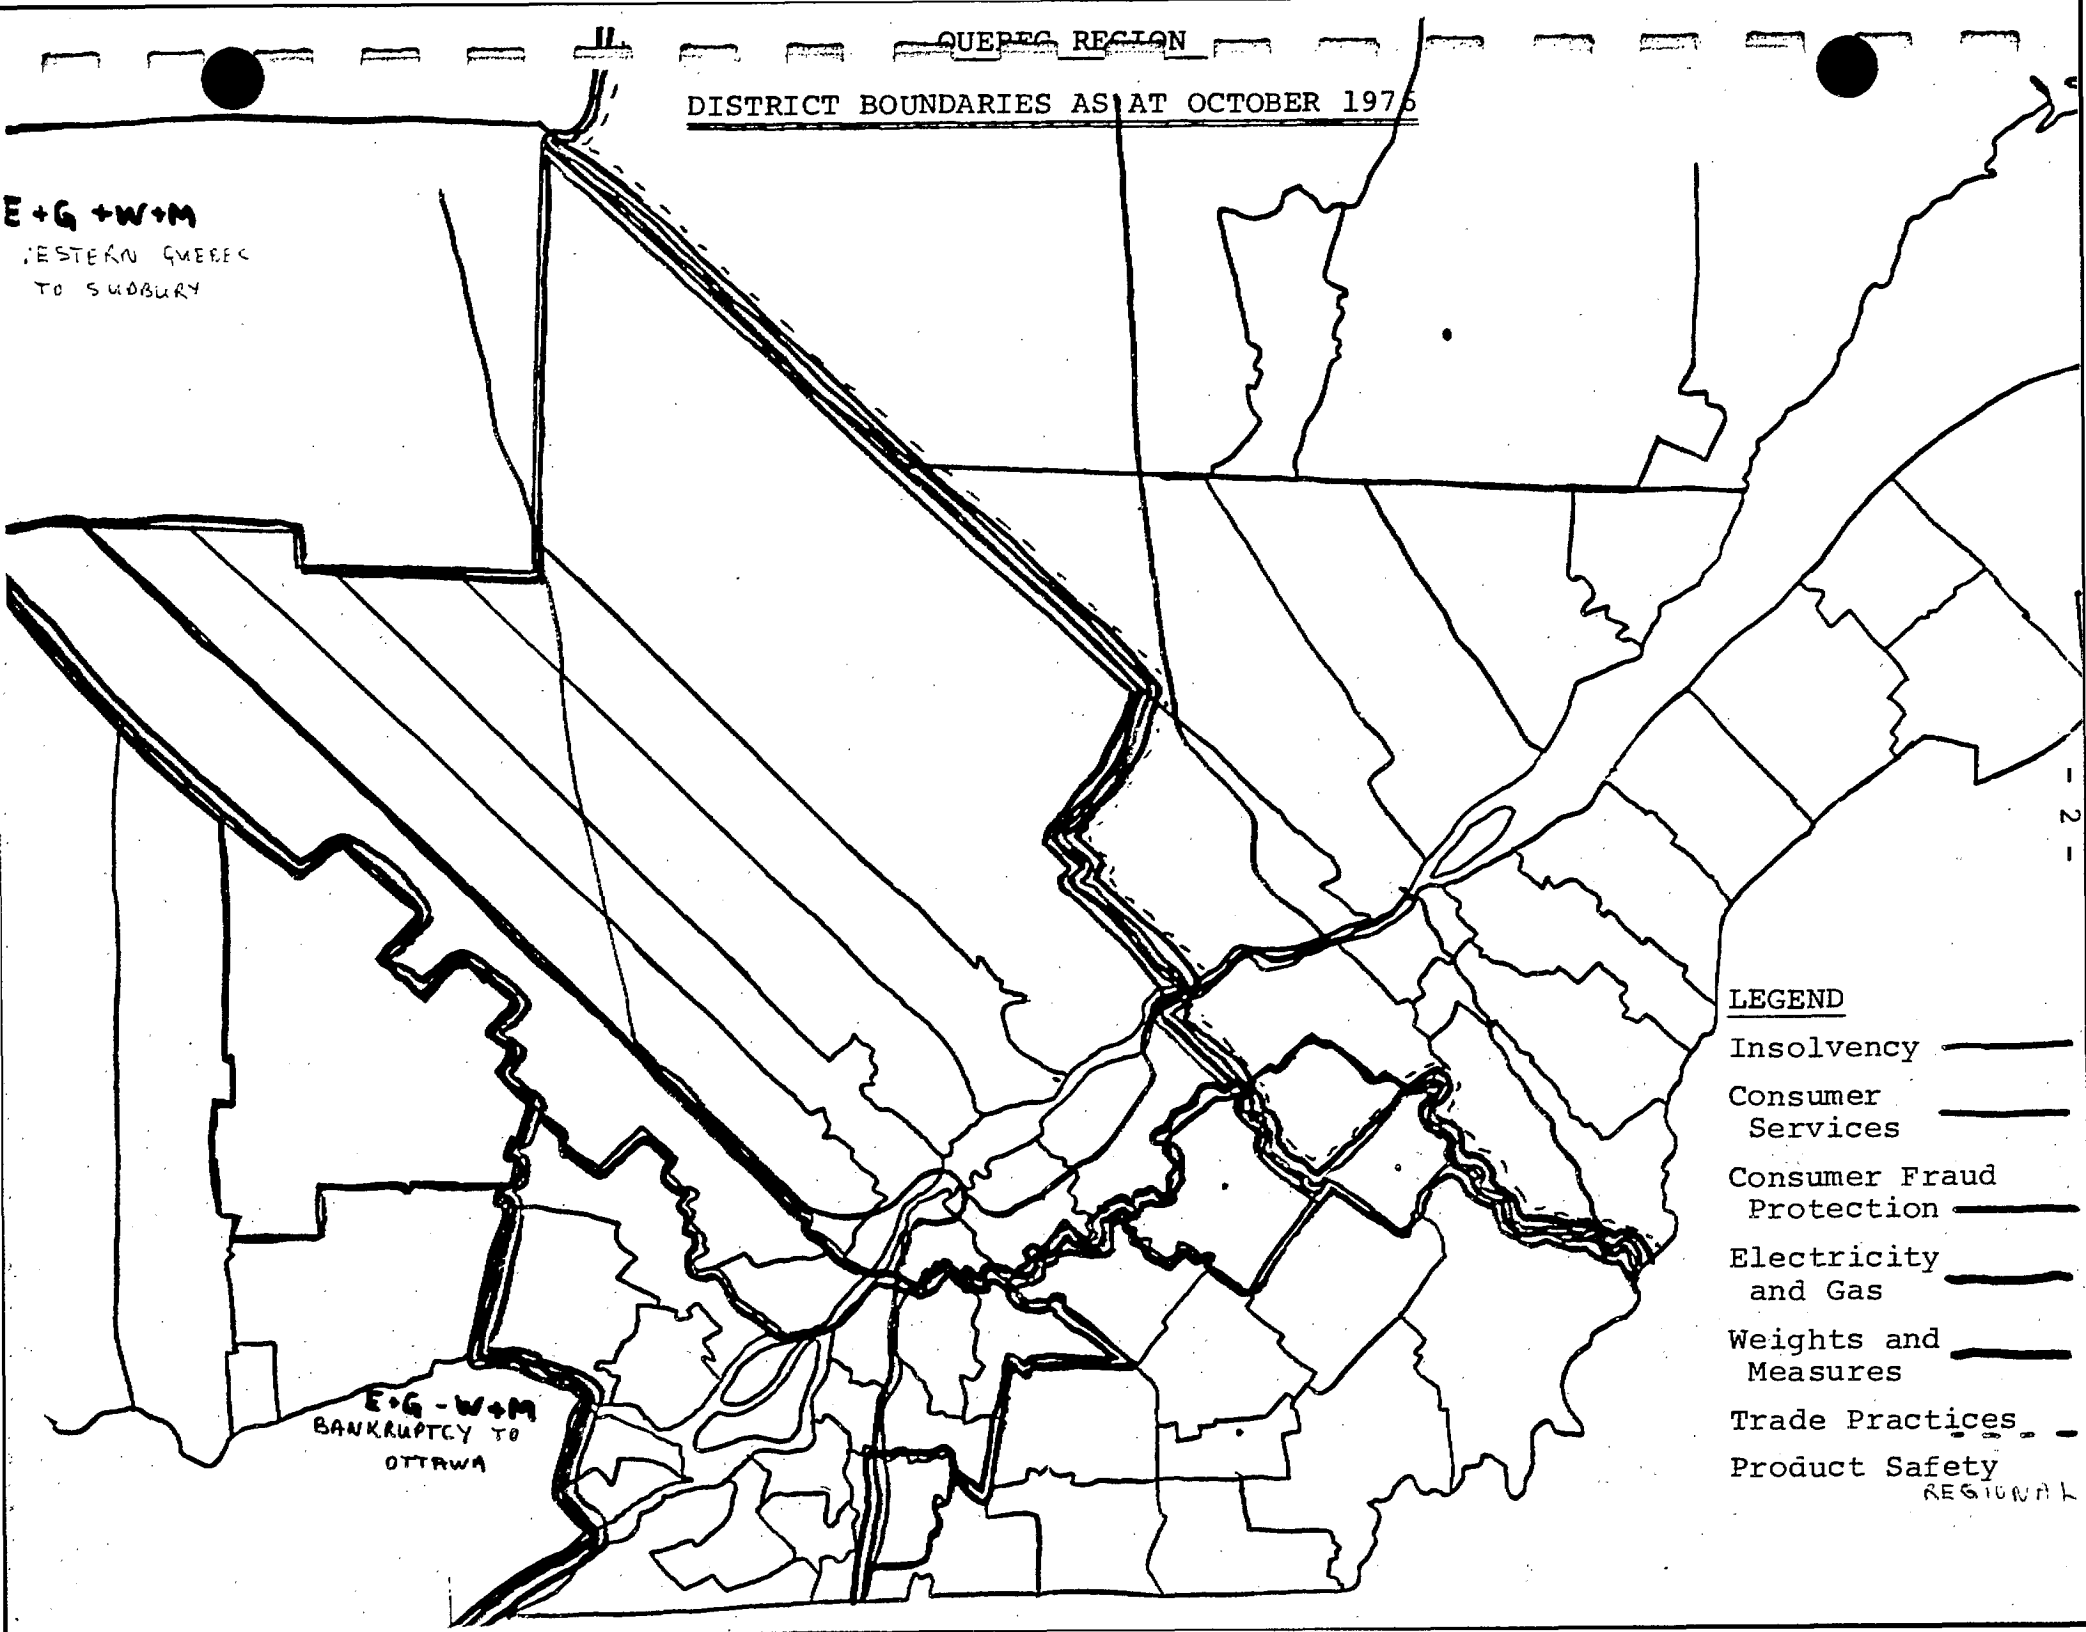 QUEBEC REGION
DISTRICT BOUNDARIES AS AT OCTOBER 1976
E+G+W+M
ESTERN QUEBEC
TO SUDBURY
- 2 -
LEGEND
Insolvency
Consumer
Services
Consumer Fraud
Protection
Electricity
and Gas
Weights and
Measures
Trade Practices
Product Safety
REGIONAL
E+G - W+M
BANKRUPTCY TO
OTTAWA